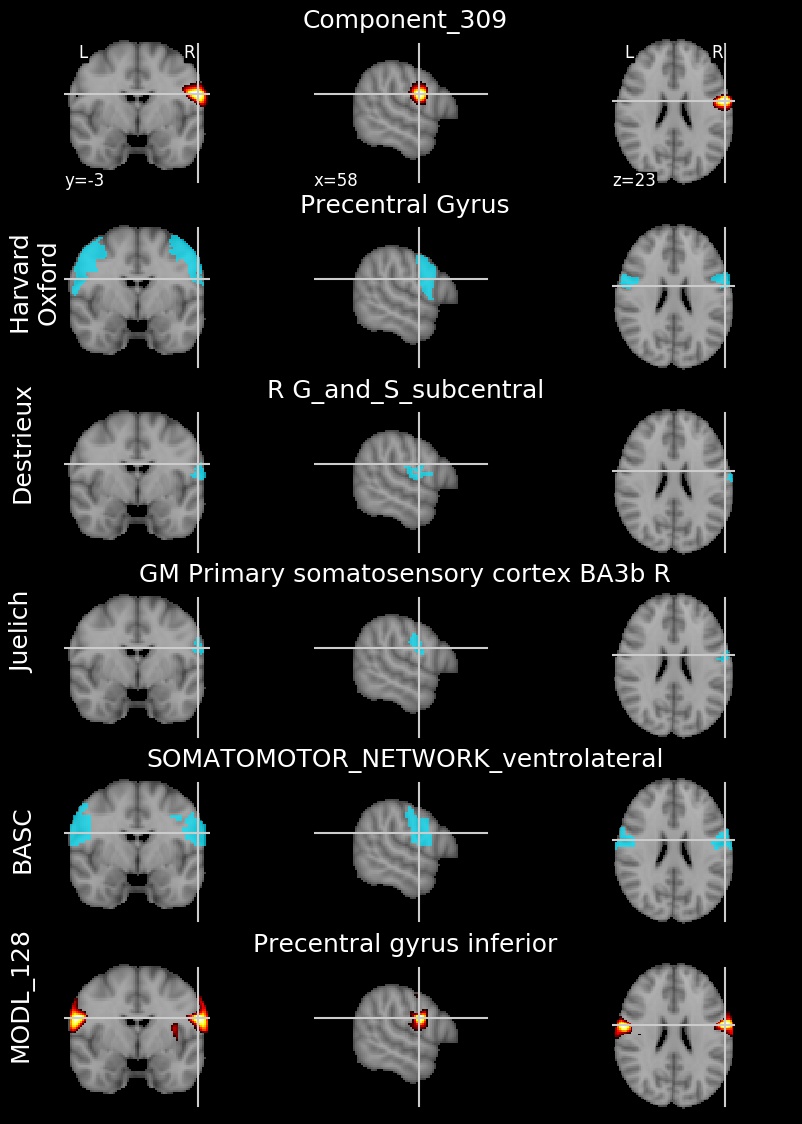 Component_309
L R
L R
y=-3
x=58
z=23
Precentral Gyrus
Harvard
Oxford
R G_and_S_subcentral
Destrieux
GM Primary somatosensory cortex BA3b R
Juelich
SOMATOMOTOR_NETWORK_ventrolateral
BASC
Precentral gyrus inferior
MODL_128